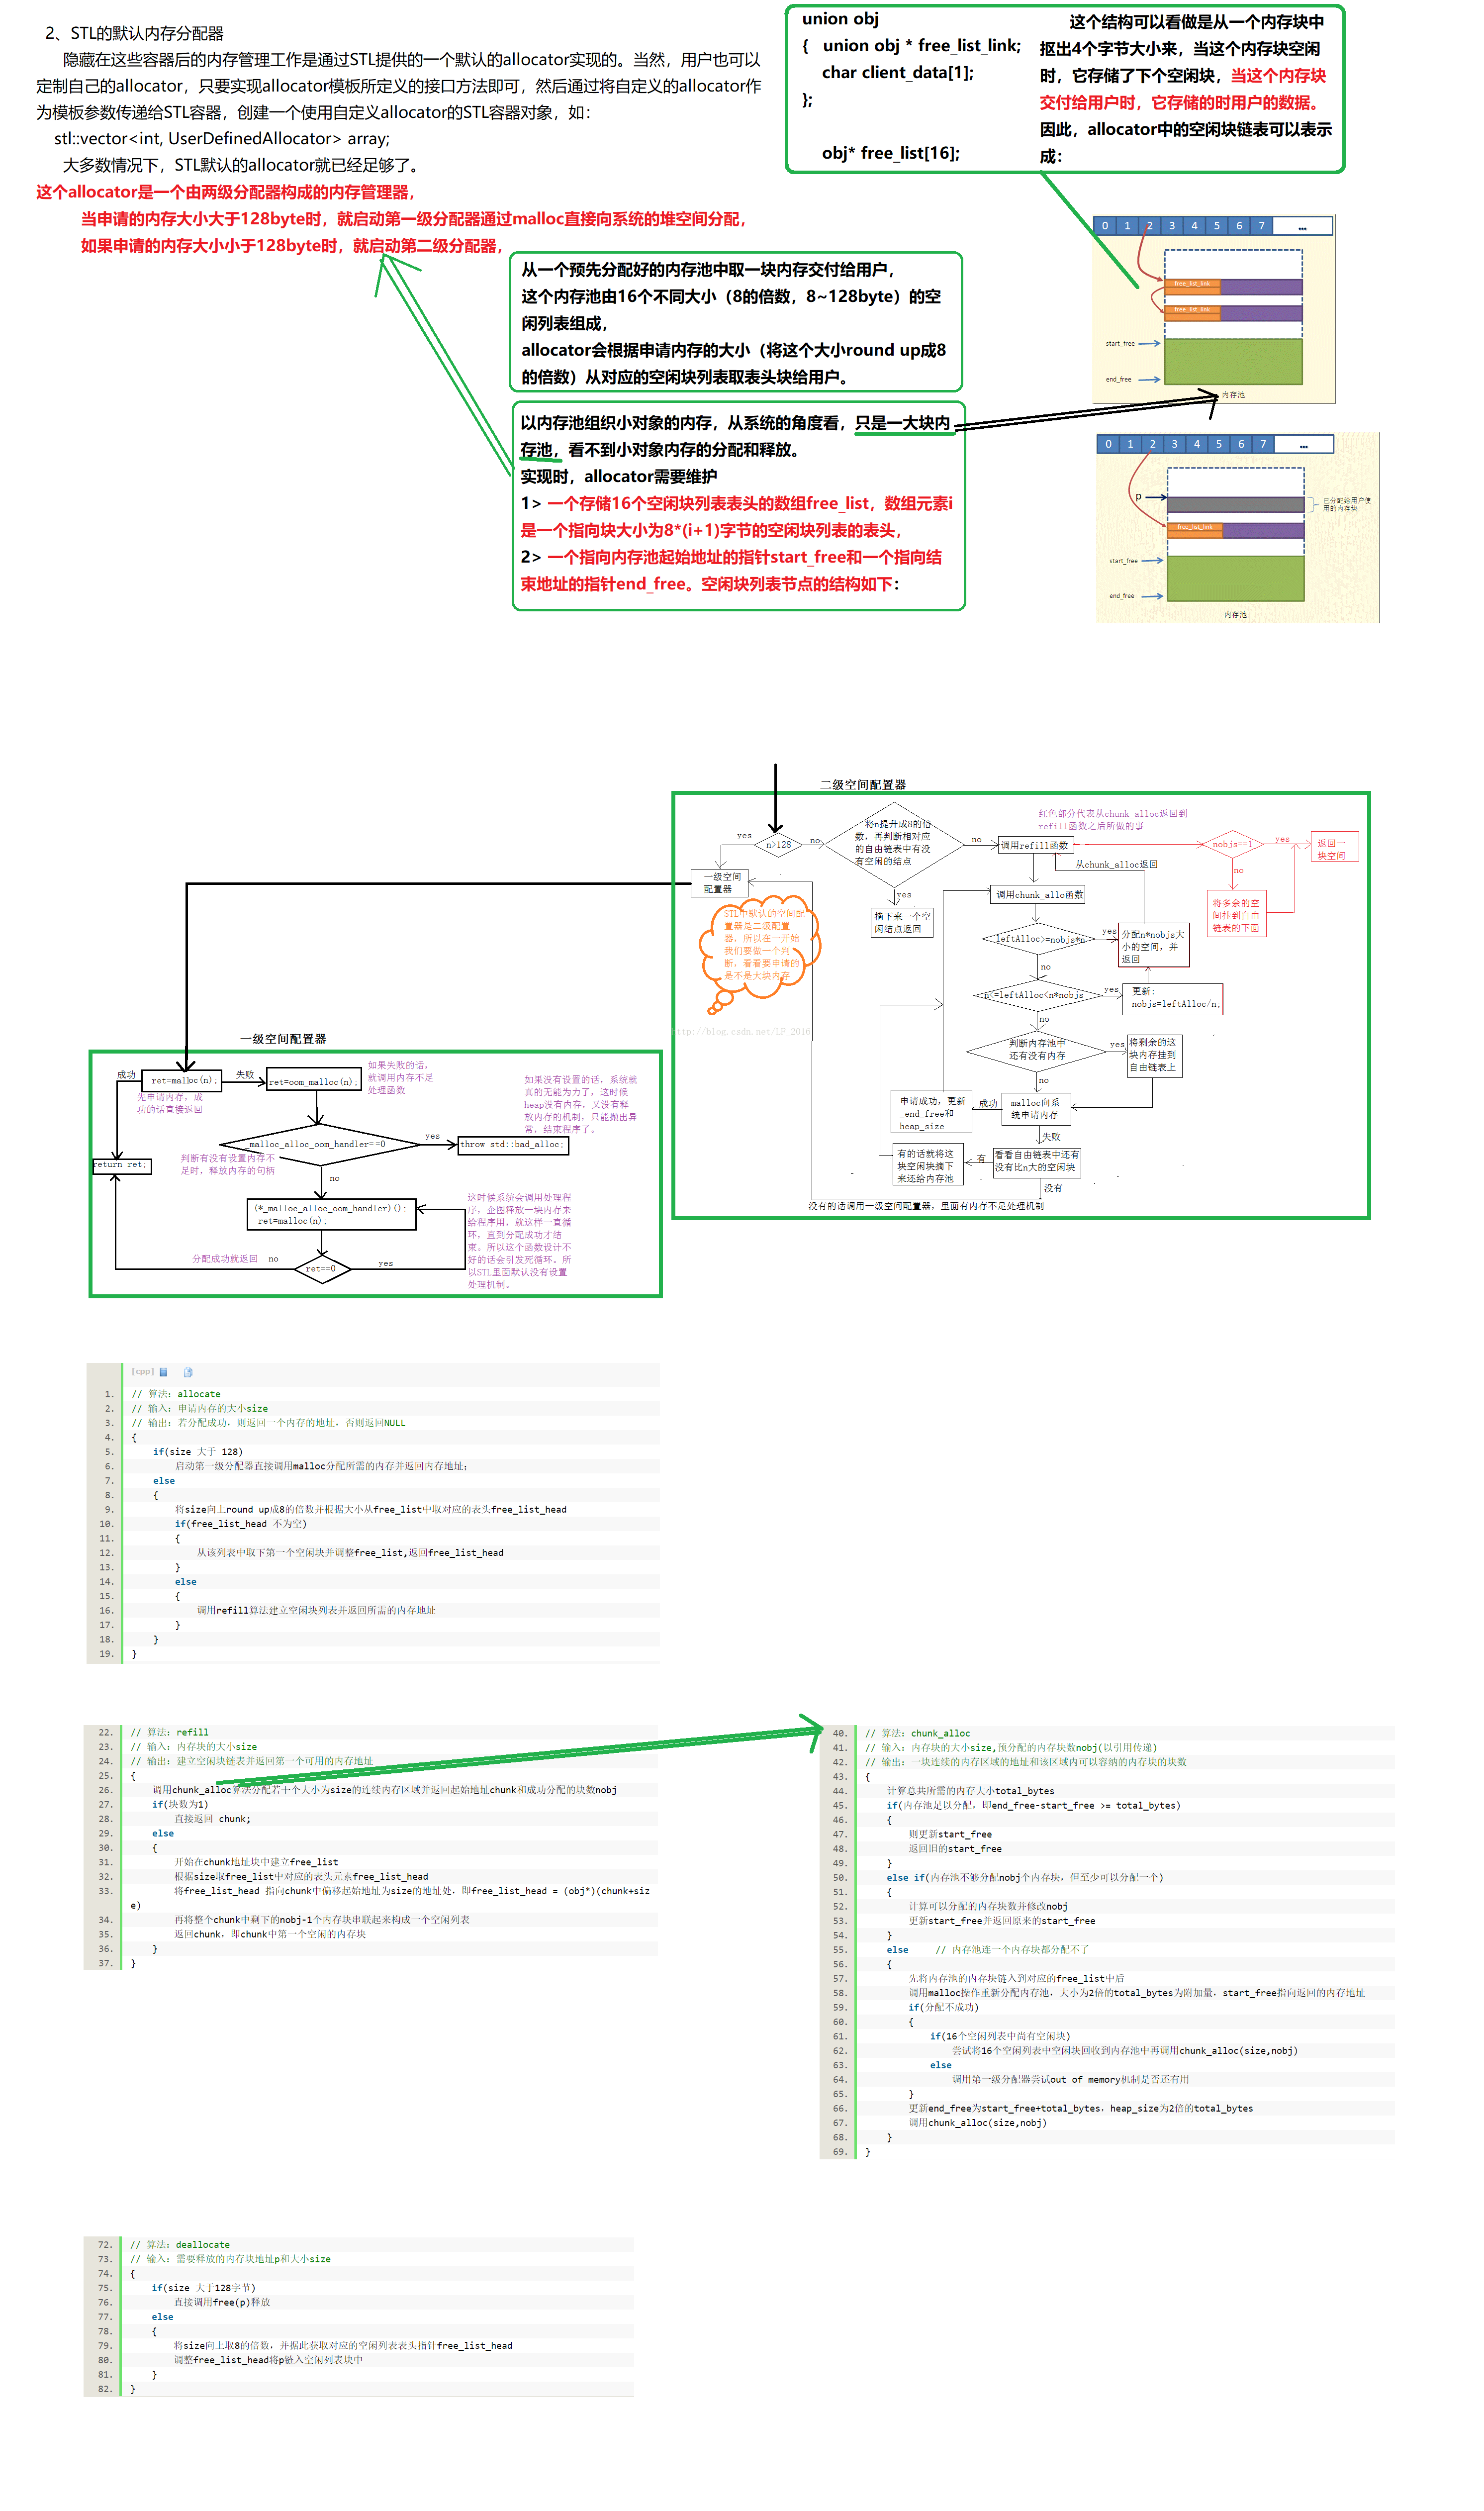 2、STL的默认内存分配器
隐藏在这些容器后的内存管理工作是通过STL提供的一个默认的allocator实现的。当然，用户也可以
定制自己的allocator，只要实现allocator模板所定义的接口方法即可，然后通过将自定义的allocator作
为模板参数传递给STL容器，创建一个使用自定义allocator的STL容器对象，如：
stl::vector<int, UserDefinedAllocator> array;
大多数情况下，STL默认的allocator就已经足够了。
这个allocator是一个由两级分配器构成的内存管理器，
当申请的内存大小大于128byte时，就启动第一级分配器通过malloc直接向系统的堆空间分配，
如果申请的内存大小小于128byte时，就启动第二级分配器，
从一个预先分配好的内存池中取一块内存交付给用户，
这个内存池由16个不同大小（8的倍数，8~128byte）的空
闲列表组成，
allocator会根据申请内存的大小（将这个大小round up成8
的倍数）从对应的空闲块列表取表头块给用户。
以内存池组织小对象的内存，从系统的角度看，只是一大块内
存池，看不到小对象内存的分配和释放。
实现时，allocator需要维护
1> 一个存储16个空闲块列表表头的数组free_list，数组元素i
是一个指向块大小为8*(i+1)字节的空闲块列表的表头，
2> 一个指向内存池起始地址的指针start_free和一个指向结
束地址的指针end_free。空闲块列表节点的结构如下：
union obj
{ union obj * free_list_link;
char client_data[1];
};
obj* free_list[16];
这个结构可以看做是从一个内存块中
抠出4个字节大小来，当这个内存块空闲
时，它存储了下个空闲块，当这个内存块
交付给用户时，它存储的时用户的数据。
因此，allocator中的空闲块链表可以表示
成：
0 1 2 3 4 5 6 7 ...
free_list_link
free_list_link
start_free
end_free
内存池
0 1 2 3 4 5 6 7 ...
p
已分配给用户使
用的内存块
free_list_link
start_free
end_free
内存池
二级空间配置器
n>128
yes
no
一级空间
配置器
将n提升成8的倍
数，再判断相对应
的自由链表中有没
有空闲的结点
yes
no
摘下来一个空
闲结点返回
STL中默认的空间配
置器是二级配置
器，所以在一开始
我们要做一个判
断，看看要申请的
是不是大块内存
http://blog.csdn.net/LF_2016
调用refill函数
红色部分代表从chunk_alloc返回到
refill函数之后所做的事
nobjs==1
yes
返回一
块空间
no
将多余的空
间挂到自由
链表的下面
从chunk_alloc返回
调用chunk_allo函数
leftAlloc>=nobjs*n
yes
分配n*nobjs大
小的空间，并
返回
no
n<=leftAlloc<n*nobjs
yes
更新:
nobjs=leftAlloc/n;
no
判断内存池中
还有没有内存
yes
将剩余的这
块内存挂到
自由链表上
no
malloc向系
统申请内存
成功
申请成功，更新
_end_free和
heap_size
失败
看看自由链表中还有
没有比n大的空闲块
有
有的话就将这
块空闲块摘下
来还给内存池
没有
没有的话调用一级空间配置器，里面有内存不足处理机制
一级空间配置器
成功
ret=malloc(n);
失败
ret=oom_malloc(n);
如果失败的话，
就调用内存不足
处理函数
先申请内存，成
功的话直接返回
如果没有设置的话，系统就
真的无能为力了，这时候
heap没有内存，又没有释
放内存的机制，只能抛出异
常，结束程序了。
_malloc_alloc_oom_handler==0
yes
throw std::bad_alloc;
return ret;
判断有没有设置内存不
足时，释放内存的句柄
no
(*_malloc_alloc_oom_handler)();
ret=malloc(n);
这时候系统会调用处理程
序，企图释放一块内存来
给程序用，就这样一直循
环，直到分配成功才结
束。所以这个函数设计不
好的话会引发死循环。所
以STL里面默认没有设置
处理机制。
分配成功就返回 no
ret==0
yes
[cpp]
1. // 算法：allocate
2. // 输入：申请内存的大小size
3. // 输出：若分配成功，则返回一个内存的地址，否则返回NULL
4. {
5. if(size 大于 128)
6. 启动第一级分配器直接调用malloc分配所需的内存并返回内存地址;
7. else
8. {
9. 将size向上round up成8的倍数并根据大小从free_list中取对应的表头free_list_head
10. if(free_list_head 不为空)
11. {
12. 从该列表中取下第一个空闲块并调整free_list,返回free_list_head
13. }
14. else
15. {
16. 调用refill算法建立空闲块列表并返回所需的内存地址
17. }
18. }
19. }
22. // 算法：refill
23. // 输入：内存块的大小size
24. // 输出：建立空闲块链表并返回第一个可用的内存地址
25. {
26. 调用chunk_alloc算法分配若干个大小为size的连续内存区域并返回起始地址chunk和成功分配的块数nobj
27. if(块数为1)
28. 直接返回 chunk;
29. else
30. {
31. 开始在chunk地址块中建立free_list
32. 根据size取free_list中对应的表头元素free_list_head
33. 将free_list_head 指向chunk中偏移起始地址为size的地址处，即free_list_head = (obj*)(chunk+siz
e)
34. 再将整个chunk中剩下的nobj-1个内存块串联起来构成一个空闲列表
35. 返回chunk，即chunk中第一个空闲的内存块
36. }
37. }
40. // 算法：chunk_alloc
41. // 输入：内存块的大小size,预分配的内存块数nobj(以引用传递)
42. // 输出：一块连续的内存区域的地址和该区域内可以容纳的内存块的块数
43. {
44. 计算总共所需的内存大小total_bytes
45. if(内存池足以分配，即end_free-start_free >= total_bytes)
46. {
47. 则更新start_free
48. 返回旧的start_free
49. }
50. else if(内存池不够分配nobj个内存块，但至少可以分配一个)
51. {
52. 计算可以分配的内存块数并修改nobj
53. 更新start_free并返回原来的start_free
54. }
55. else // 内存池连一个内存块都分配不了
56. {
57. 先将内存池的内存块链入到对应的free_list中后
58. 调用malloc操作重新分配内存池，大小为2倍的total_bytes为附加量，start_free指向返回的内存地址
59. if(分配不成功)
60. {
61. if(16个空闲列表中尚有空闲块)
62. 尝试将16个空闲列表中空闲块回收到内存池中再调用chunk_alloc(size,nobj)
63. else
64. 调用第一级分配器尝试out of memory机制是否还有用
65. }
66. 更新end_free为start_free+total_bytes，heap_size为2倍的total_bytes
67. 调用chunk_alloc(size,nobj)
68. }
69. }
72. // 算法：deallocate
73. // 输入：需要释放的内存块地址p和大小size
74. {
75. if(size 大于128字节)
76. 直接调用free(p)释放
77. else
78. {
79. 将size向上取8的倍数，并据此获取对应的空闲列表表头指针free_list_head
80. 调整free_list_head将p链入空闲列表块中
81. }
82. }